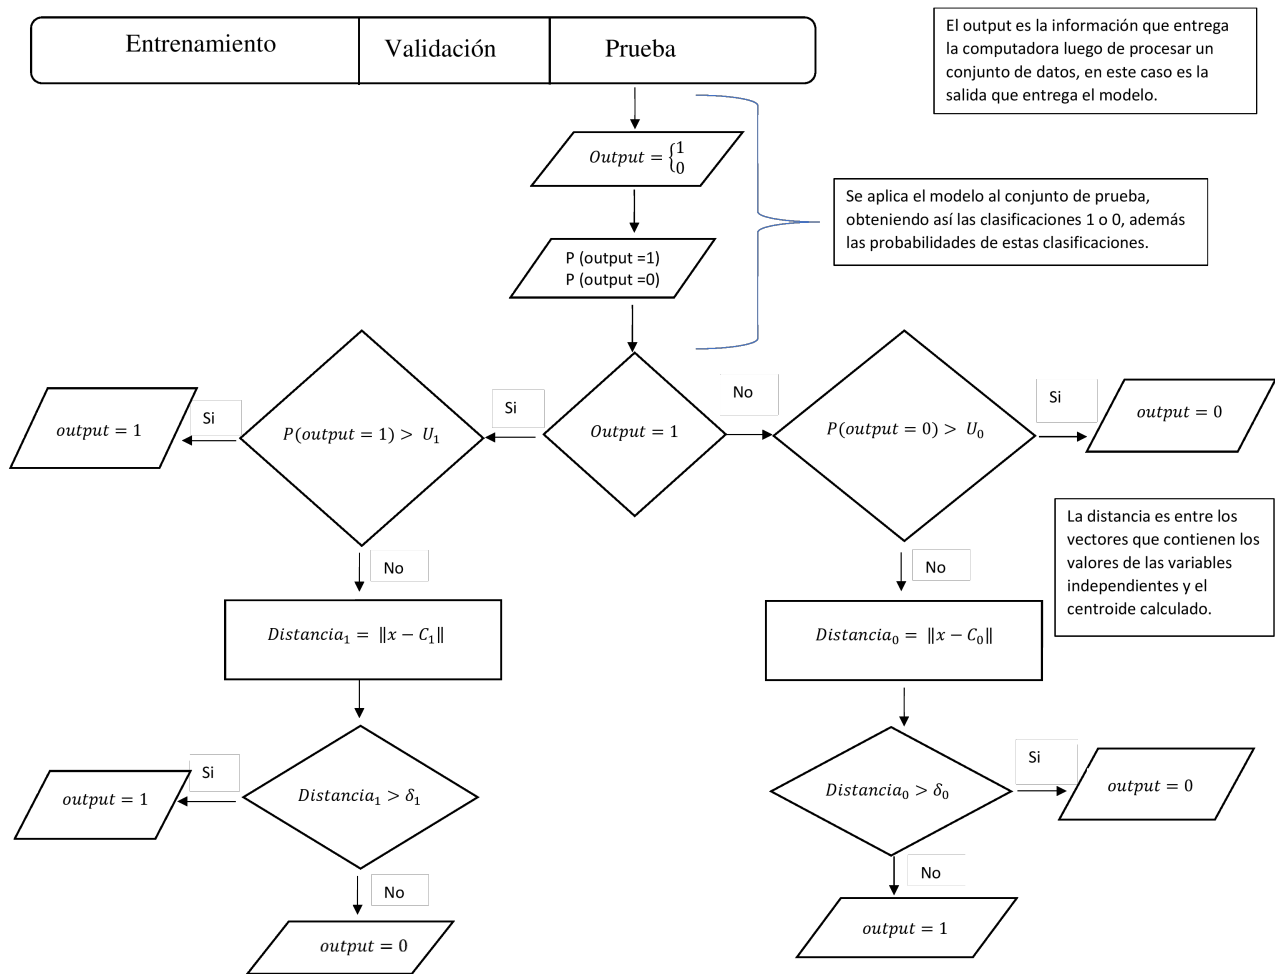 Entrenamiento
Validación
Prueba
El output es la información que entrega
la computadora luego de procesar un
conjunto de datos, en este caso es la
salida que entrega el modelo.
Output = {1
0
Se aplica el modelo al conjunto de prueba,
obteniendo así las clasificaciones 1 o 0, además
las probabilidades de estas clasificaciones.
P (output =1)
P (output =0)
output = 1
Si
P(output = 1) > U₁
Si
Output = 1
No
P(output = 0) > U₀
Si
output = 0
La distancia es entre los
vectores que contienen los
valores de las variables
independientes y el
centroide calculado.
No
No
Distancia₁ = ‖x − C₁‖
Distancia₀ = ‖x − C₀‖
output = 1
Si
Distancia₁ > δ₁
Distancia₀ > δ₀
Si
output = 0
No
No
output = 0
output = 1